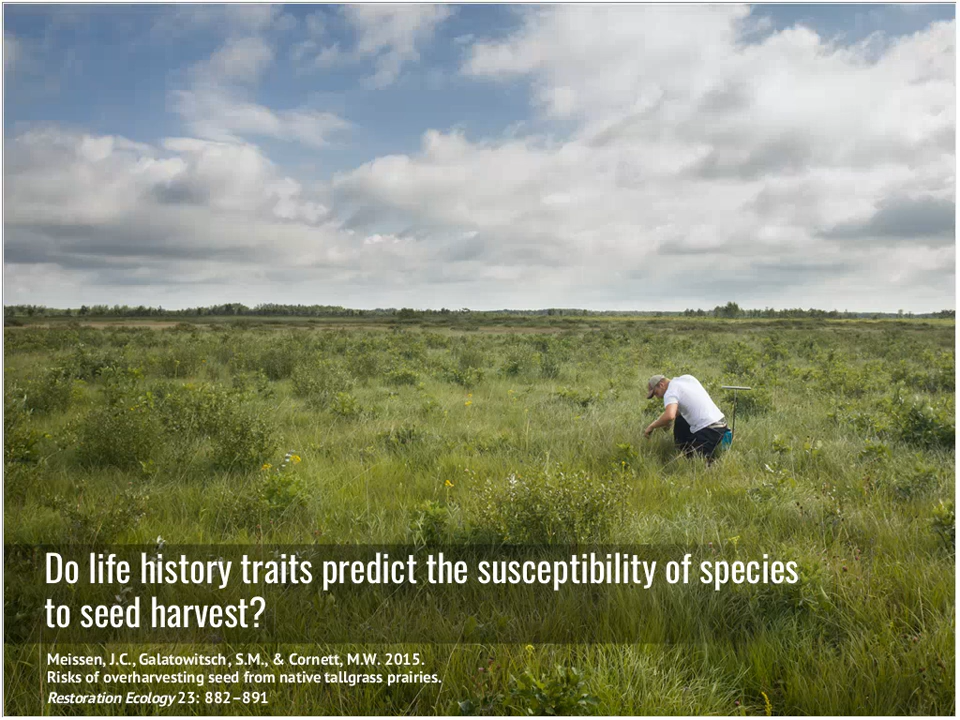 Do life history traits predict the susceptibility of species
to seed harvest?
Meissen, J.C., Galatowitsch, S.M., & Cornett, M.W. 2015.
Risks of overharvesting seed from native tallgrass prairies.
Restoration Ecology 23: 882–891